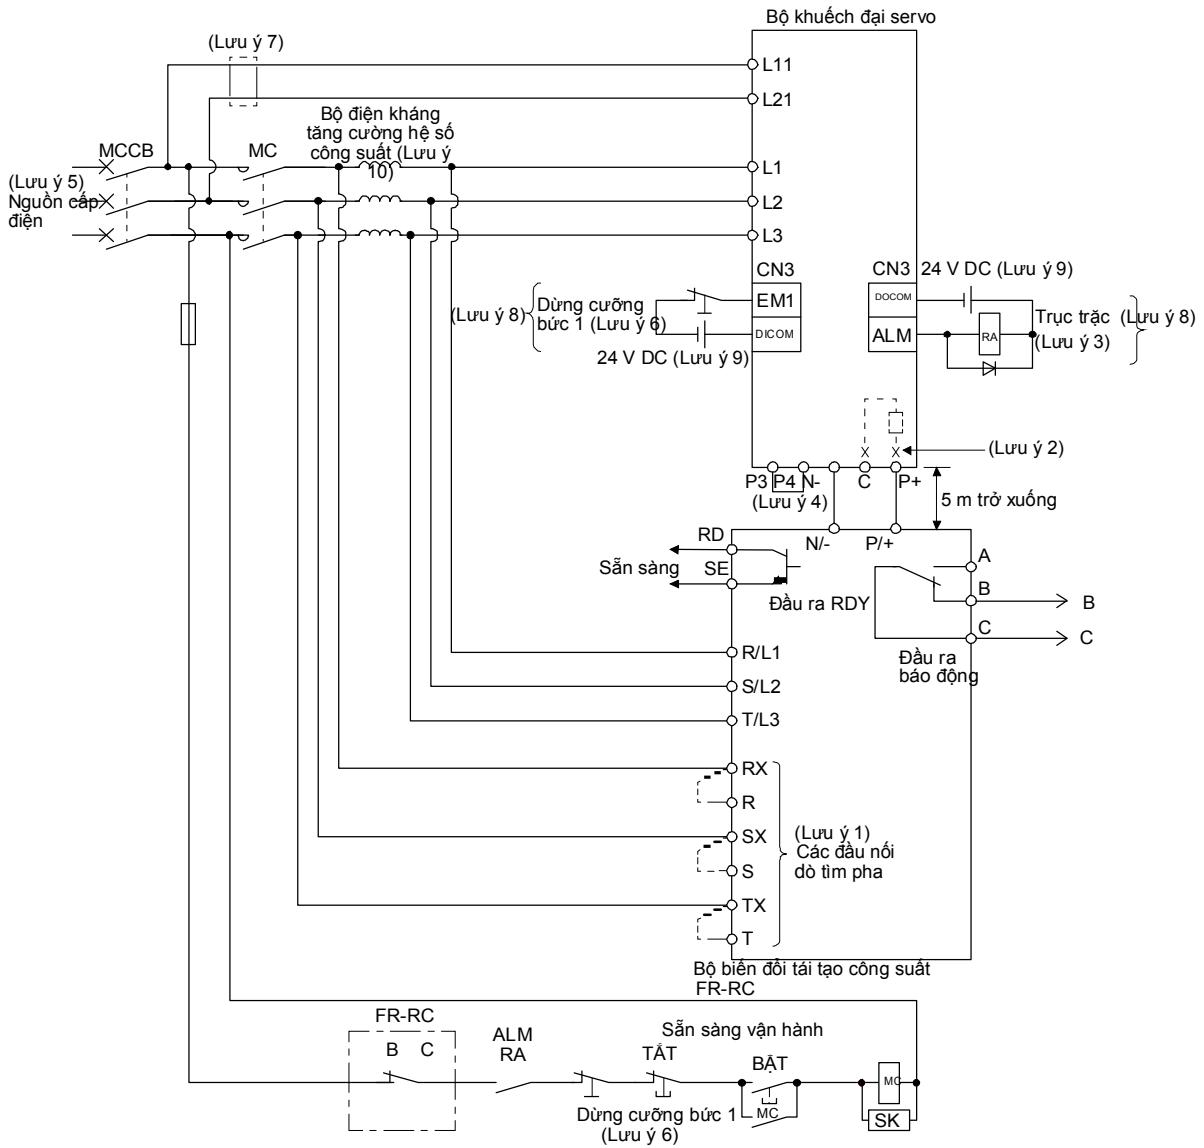 Bộ khuếch đại servo
(Lưu ý 7)
L11
L21
Bộ điện kháng
tăng cường hệ số
công suất (Lưu ý
10)
MCCB
MC
L1
(Lưu ý 5)
Nguồn cấp
điện
L2
L3
CN3
CN3
24 V DC (Lưu ý 9)
(Lưu ý 8)
Dừng cưỡng
bức 1 (Lưu ý 6)
EM1
DICOM
24 V DC (Lưu ý 9)
DOCOM
ALM
RA
Trục trặc
(Lưu ý 3)
(Lưu ý 8)
(Lưu ý 2)
P3
P4
N-
C
P+
(Lưu ý 4)
5 m trở xuống
N/-
P/+
RD
SE
Sẵn sàng
Đầu ra RDY
A
B
B
C
C
Đầu ra
báo động
R/L1
S/L2
T/L3
RX
R
SX
S
TX
T
(Lưu ý 1)
Các đầu nối
dò tìm pha
Bộ biến đổi tái tạo công suất
FR-RC
FR-RC
B
C
ALM
RA
Sẵn sàng vận hành
TẮT
BẬT
MC
MC
SK
Dừng cưỡng bức 1
(Lưu ý 6)